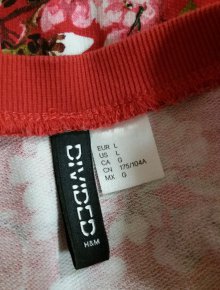 DIVIDED
H&M
EUR L
US L
CA G
CN 175/104A
MX G